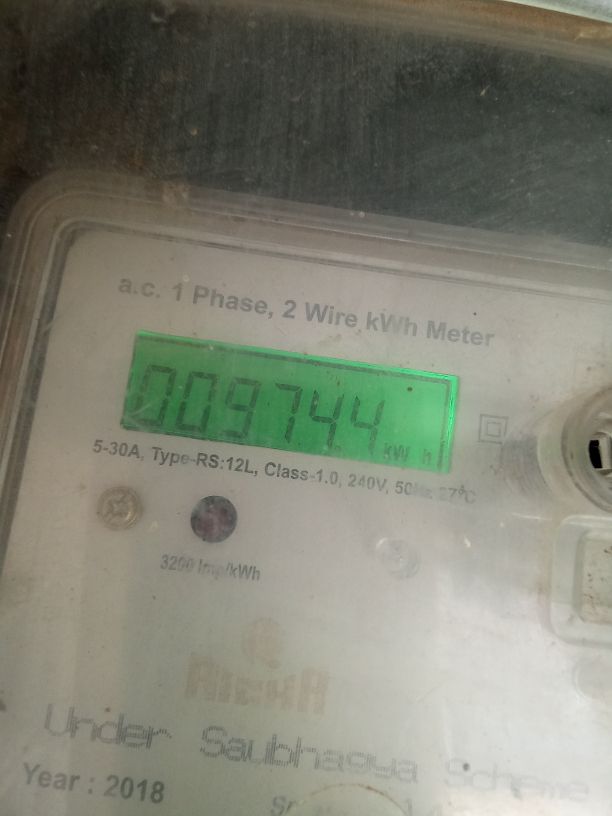 a.c. 1 Phase, 2 Wire kWh Meter
009744
kW h
5-30A, Type-RS:12L, Class-1.0, 240V, 50Hz, 27°C
3200 Imp/kWh
Under Saubhagya Scheme
Year : 2018